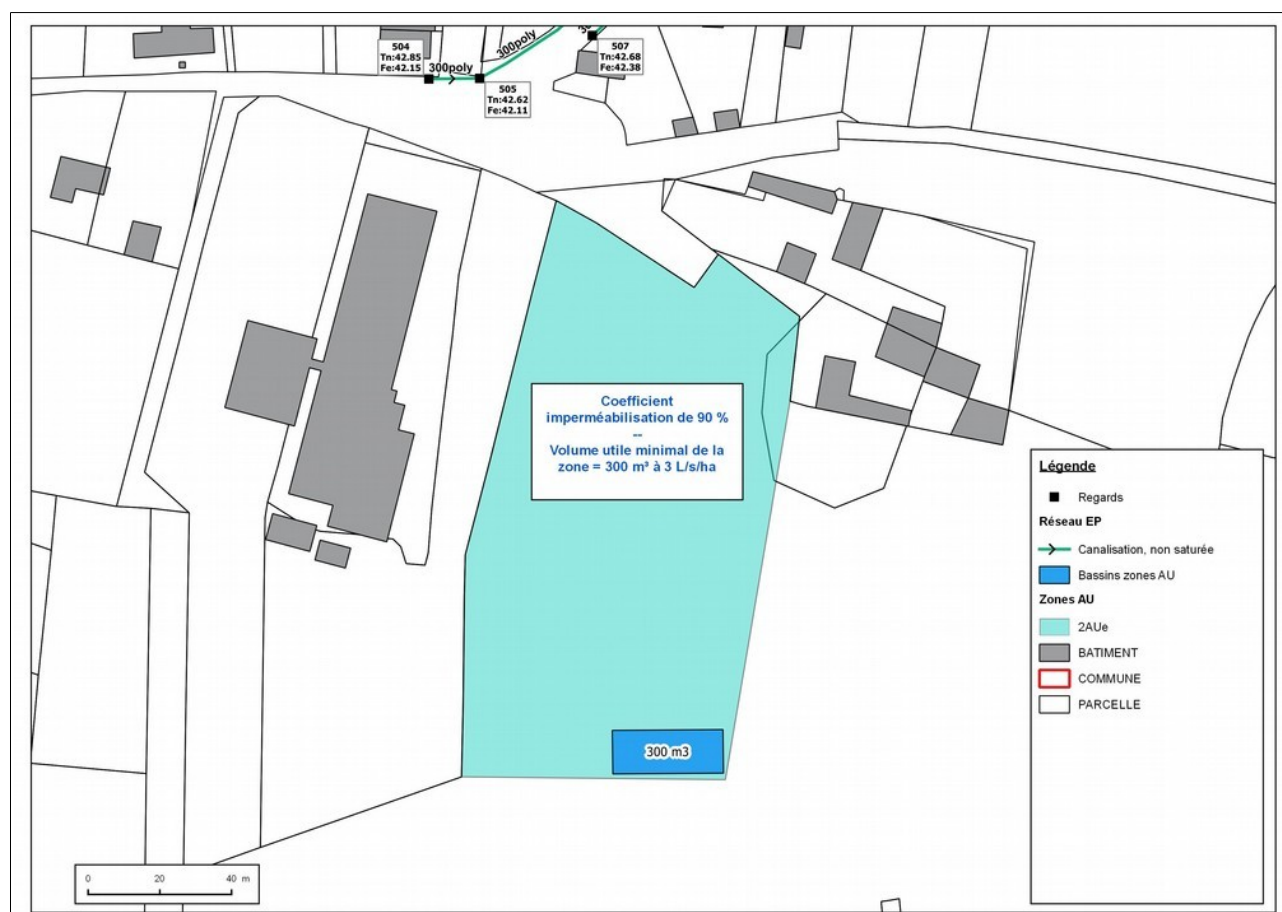 504
Tn:42.85
Fe:42.15
300poly
300poly
505
Tn:42.62
Fe:42.11
507
Tn:42.68
Fe:42.38
Coefficient
imperméabilisation de 90 %
--
Volume utile minimal de la
zone = 300 m³ à 3 L/s/ha
300 m3
Légende
Regards
Réseau EP
Canalisation, non saturée
Bassins zones AU
Zones AU
2AUe
BATIMENT
COMMUNE
PARCELLE
0 20 40 m